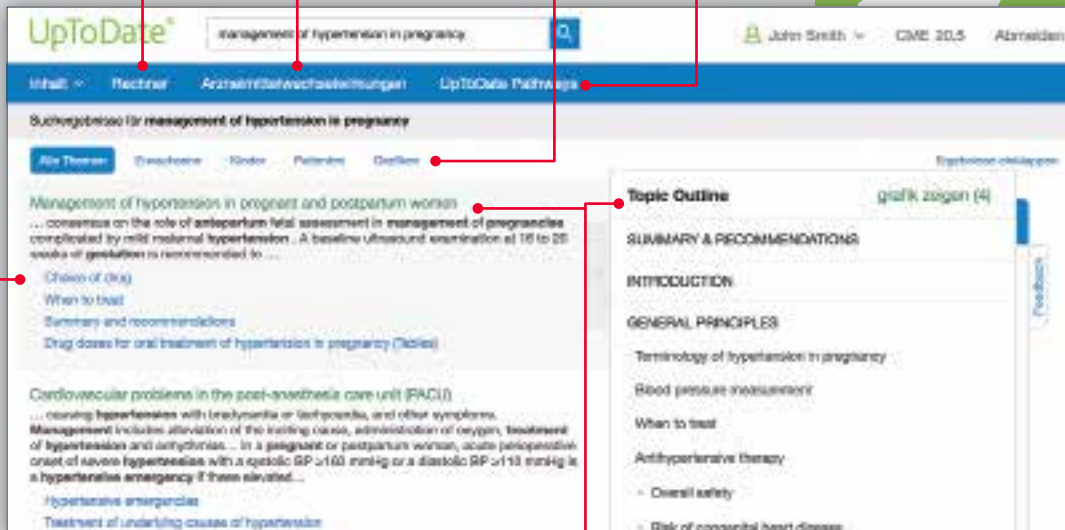 UpToDate®
management of hypertension in pregnancy
John Smith
CME 20,5
Abmelden
Inhalt
Rechner
Arzneimittelwechselwirkungen
UpToDate Pathways
Suchergebnisse für management of hypertension in pregnancy
Alle Themen
Erwachsene
Kinder
Patienten
Grafiken
Ergebnisse einklappen
Management of hypertension in pregnant and postpartum women
... consensus on the role of antepartum fetal assessment in management of pregnancies
complicated by mild maternal hypertension. A baseline ultrasound examination at 16 to 20
weeks of gestation is recommended to ...
Choice of drug
When to treat
Summary and recommendations
Drug doses for oral treatment of hypertension in pregnancy (Tables)
Cardiovascular problems in the post-anesthesia care unit (PACU)
... causing hypertension with bradycardia or tachycardia, and other symptoms.
Management includes alleviation of the inciting cause, administration of oxygen, treatment
of hypertension and arrhythmias... In a pregnant or postpartum woman, acute perioperative
onset of severe hypertension with a systolic BP ≥160 mmHg or a diastolic BP ≥110 mmHg is
a hypertensive emergency if these elevated...
Hypertensive emergencies
Treatment of underlying causes of hypertension
Topic Outline
grafik zeigen (4)
SUMMARY & RECOMMENDATIONS
INTRODUCTION
GENERAL PRINCIPLES
Terminology of hypertension in pregnancy
Blood pressure measurement
When to treat
Antihypertensive therapy
- Overall safety
- Risk of congenital heart disease
Feedback